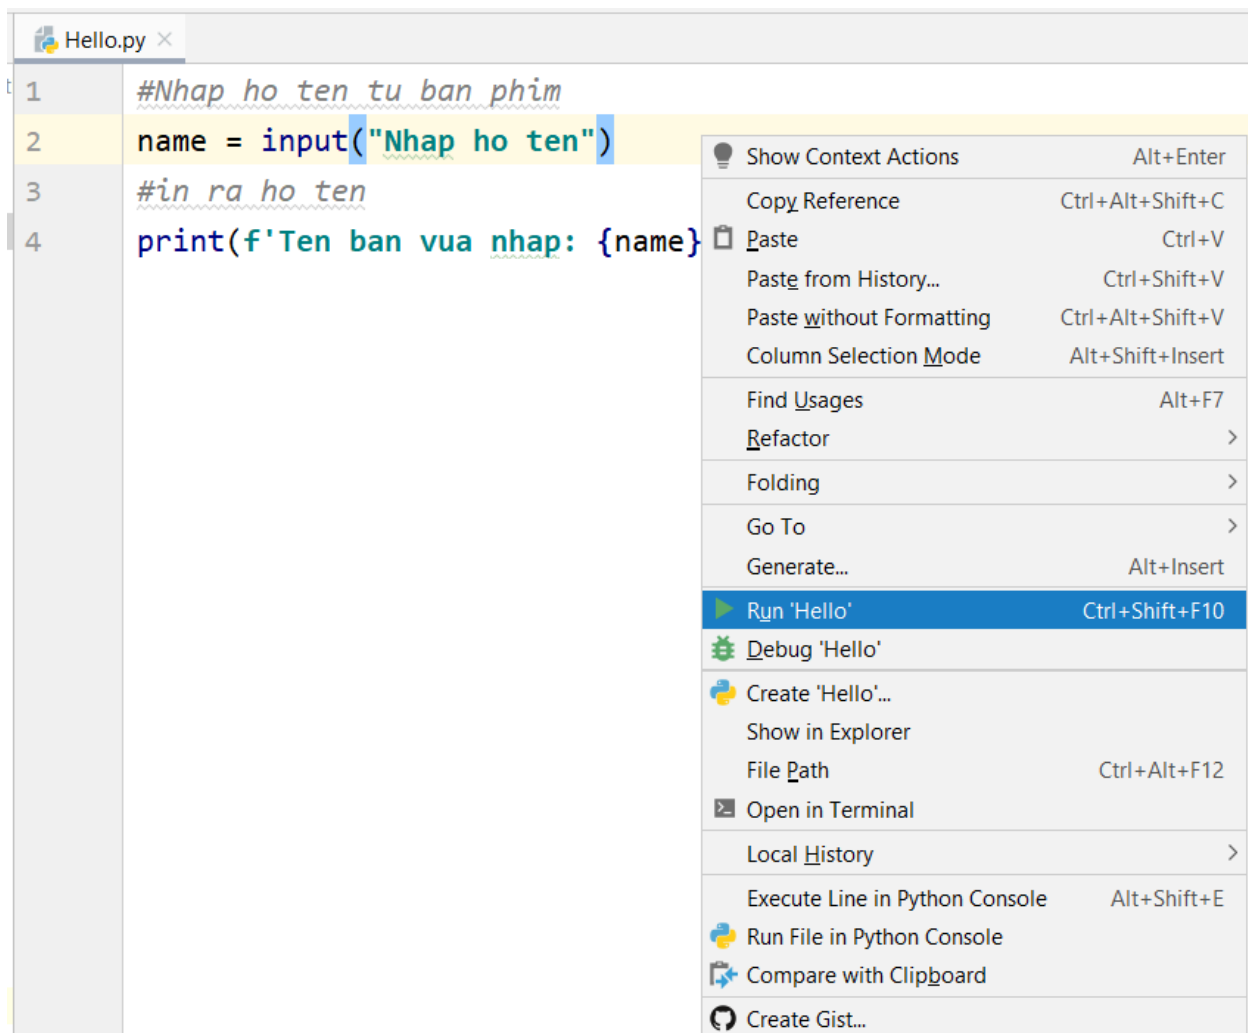 Hello.py
1 #Nhap ho ten tu ban phim
2 name = input("Nhap ho ten")
3 #in ra ho ten
4 print(f'Ten ban vua nhap: {name}
Show Context Actions Alt+Enter
Copy Reference Ctrl+Alt+Shift+C
Paste Ctrl+V
Paste from History... Ctrl+Shift+V
Paste without Formatting Ctrl+Alt+Shift+V
Column Selection Mode Alt+Shift+Insert
Find Usages Alt+F7
Refactor
Folding
Go To
Generate... Alt+Insert
Run 'Hello' Ctrl+Shift+F10
Debug 'Hello'
Create 'Hello'...
Show in Explorer
File Path Ctrl+Alt+F12
Open in Terminal
Local History
Execute Line in Python Console Alt+Shift+E
Run File in Python Console
Compare with Clipboard
Create Gist...